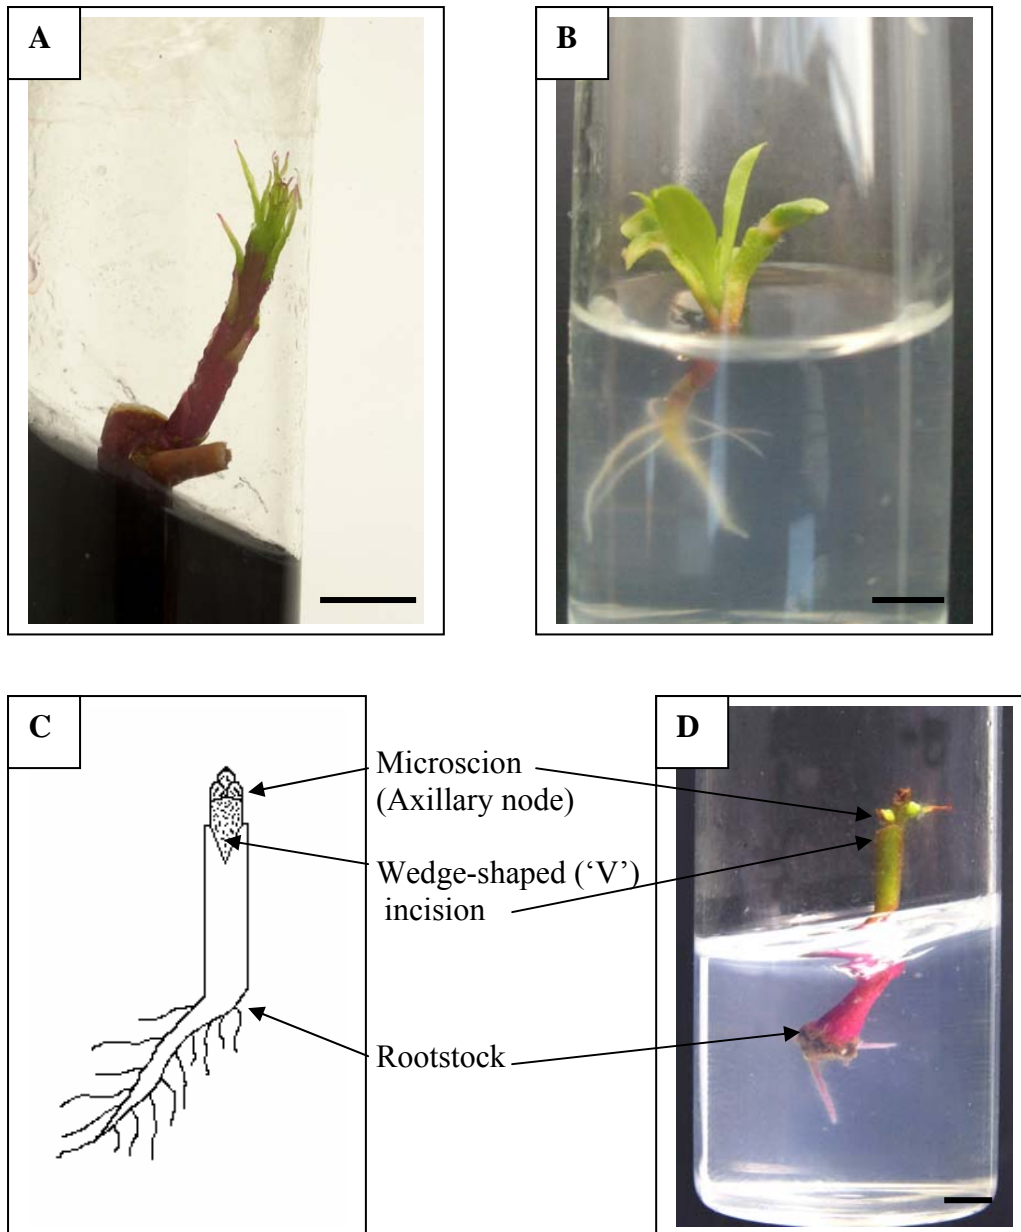 A
B
C
D
Microscion
(Axillary node)
Wedge-shaped (‘V’)
incision
Rootstock